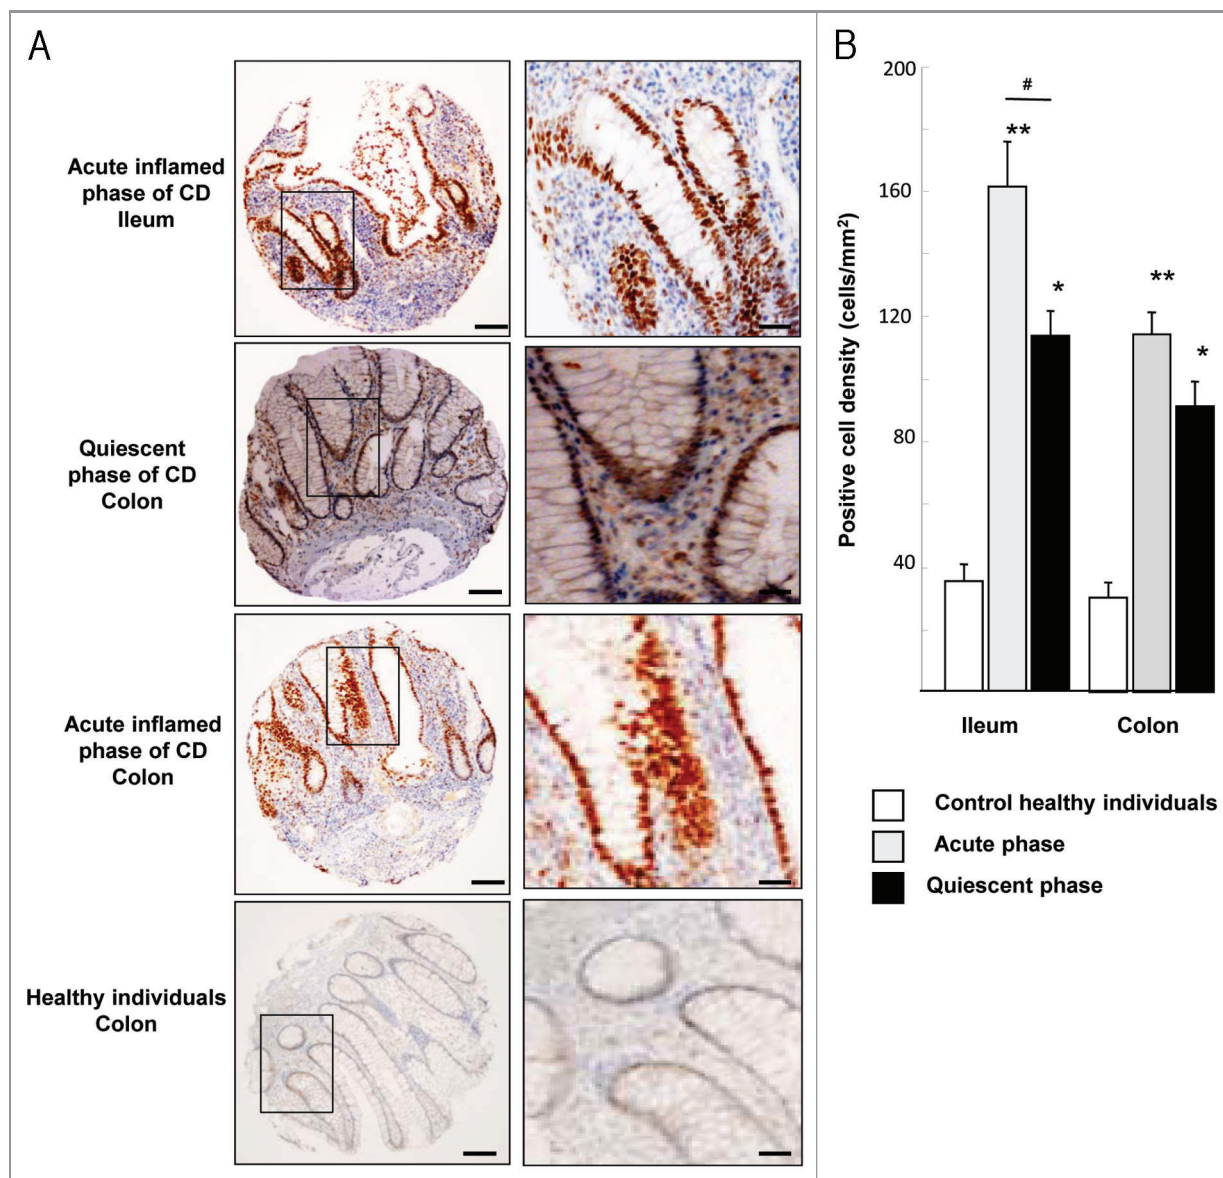 A
Acute inflamed
phase of CD
Ileum
Quiescent
phase of CD
Colon
Acute inflamed
phase of CD
Colon
Healthy individuals
Colon
B
Positive cell density (cells/mm²)
200
160
120
80
40
#
**
*
**
*
Ileum
Colon
Control healthy individuals
Acute phase
Quiescent phase